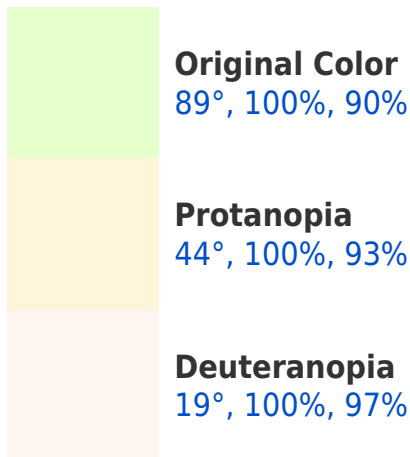 Original Color
89°, 100%, 90%
Protanopia
44°, 100%, 93%
Deuteranopia
19°, 100%, 97%